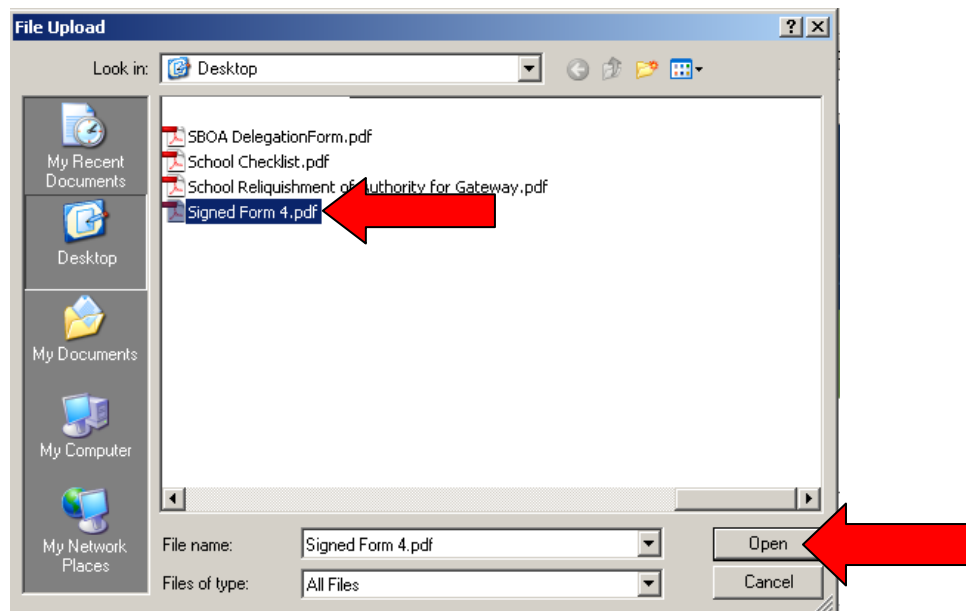 File Upload
Look in:
Desktop
My Recent
Documents
Desktop
My Documents
My Computer
My Network
Places
SBOA DelegationForm.pdf
School Checklist.pdf
School Reliquishment of Authority for Gateway.pdf
Signed Form 4.pdf
File name:
Signed Form 4.pdf
Open
Files of type:
All Files
Cancel